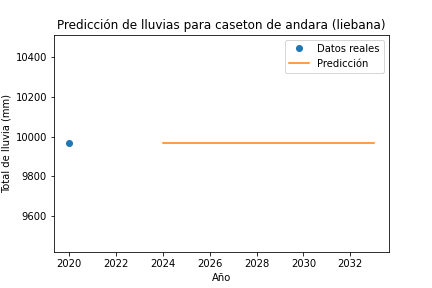 Predicción de lluvias para caseton de andara (liebana)
Datos reales
Predicción
Total de lluvia (mm)
10400
10200
10000
9800
9600
2020 2022 2024 2026 2028 2030 2032
Año